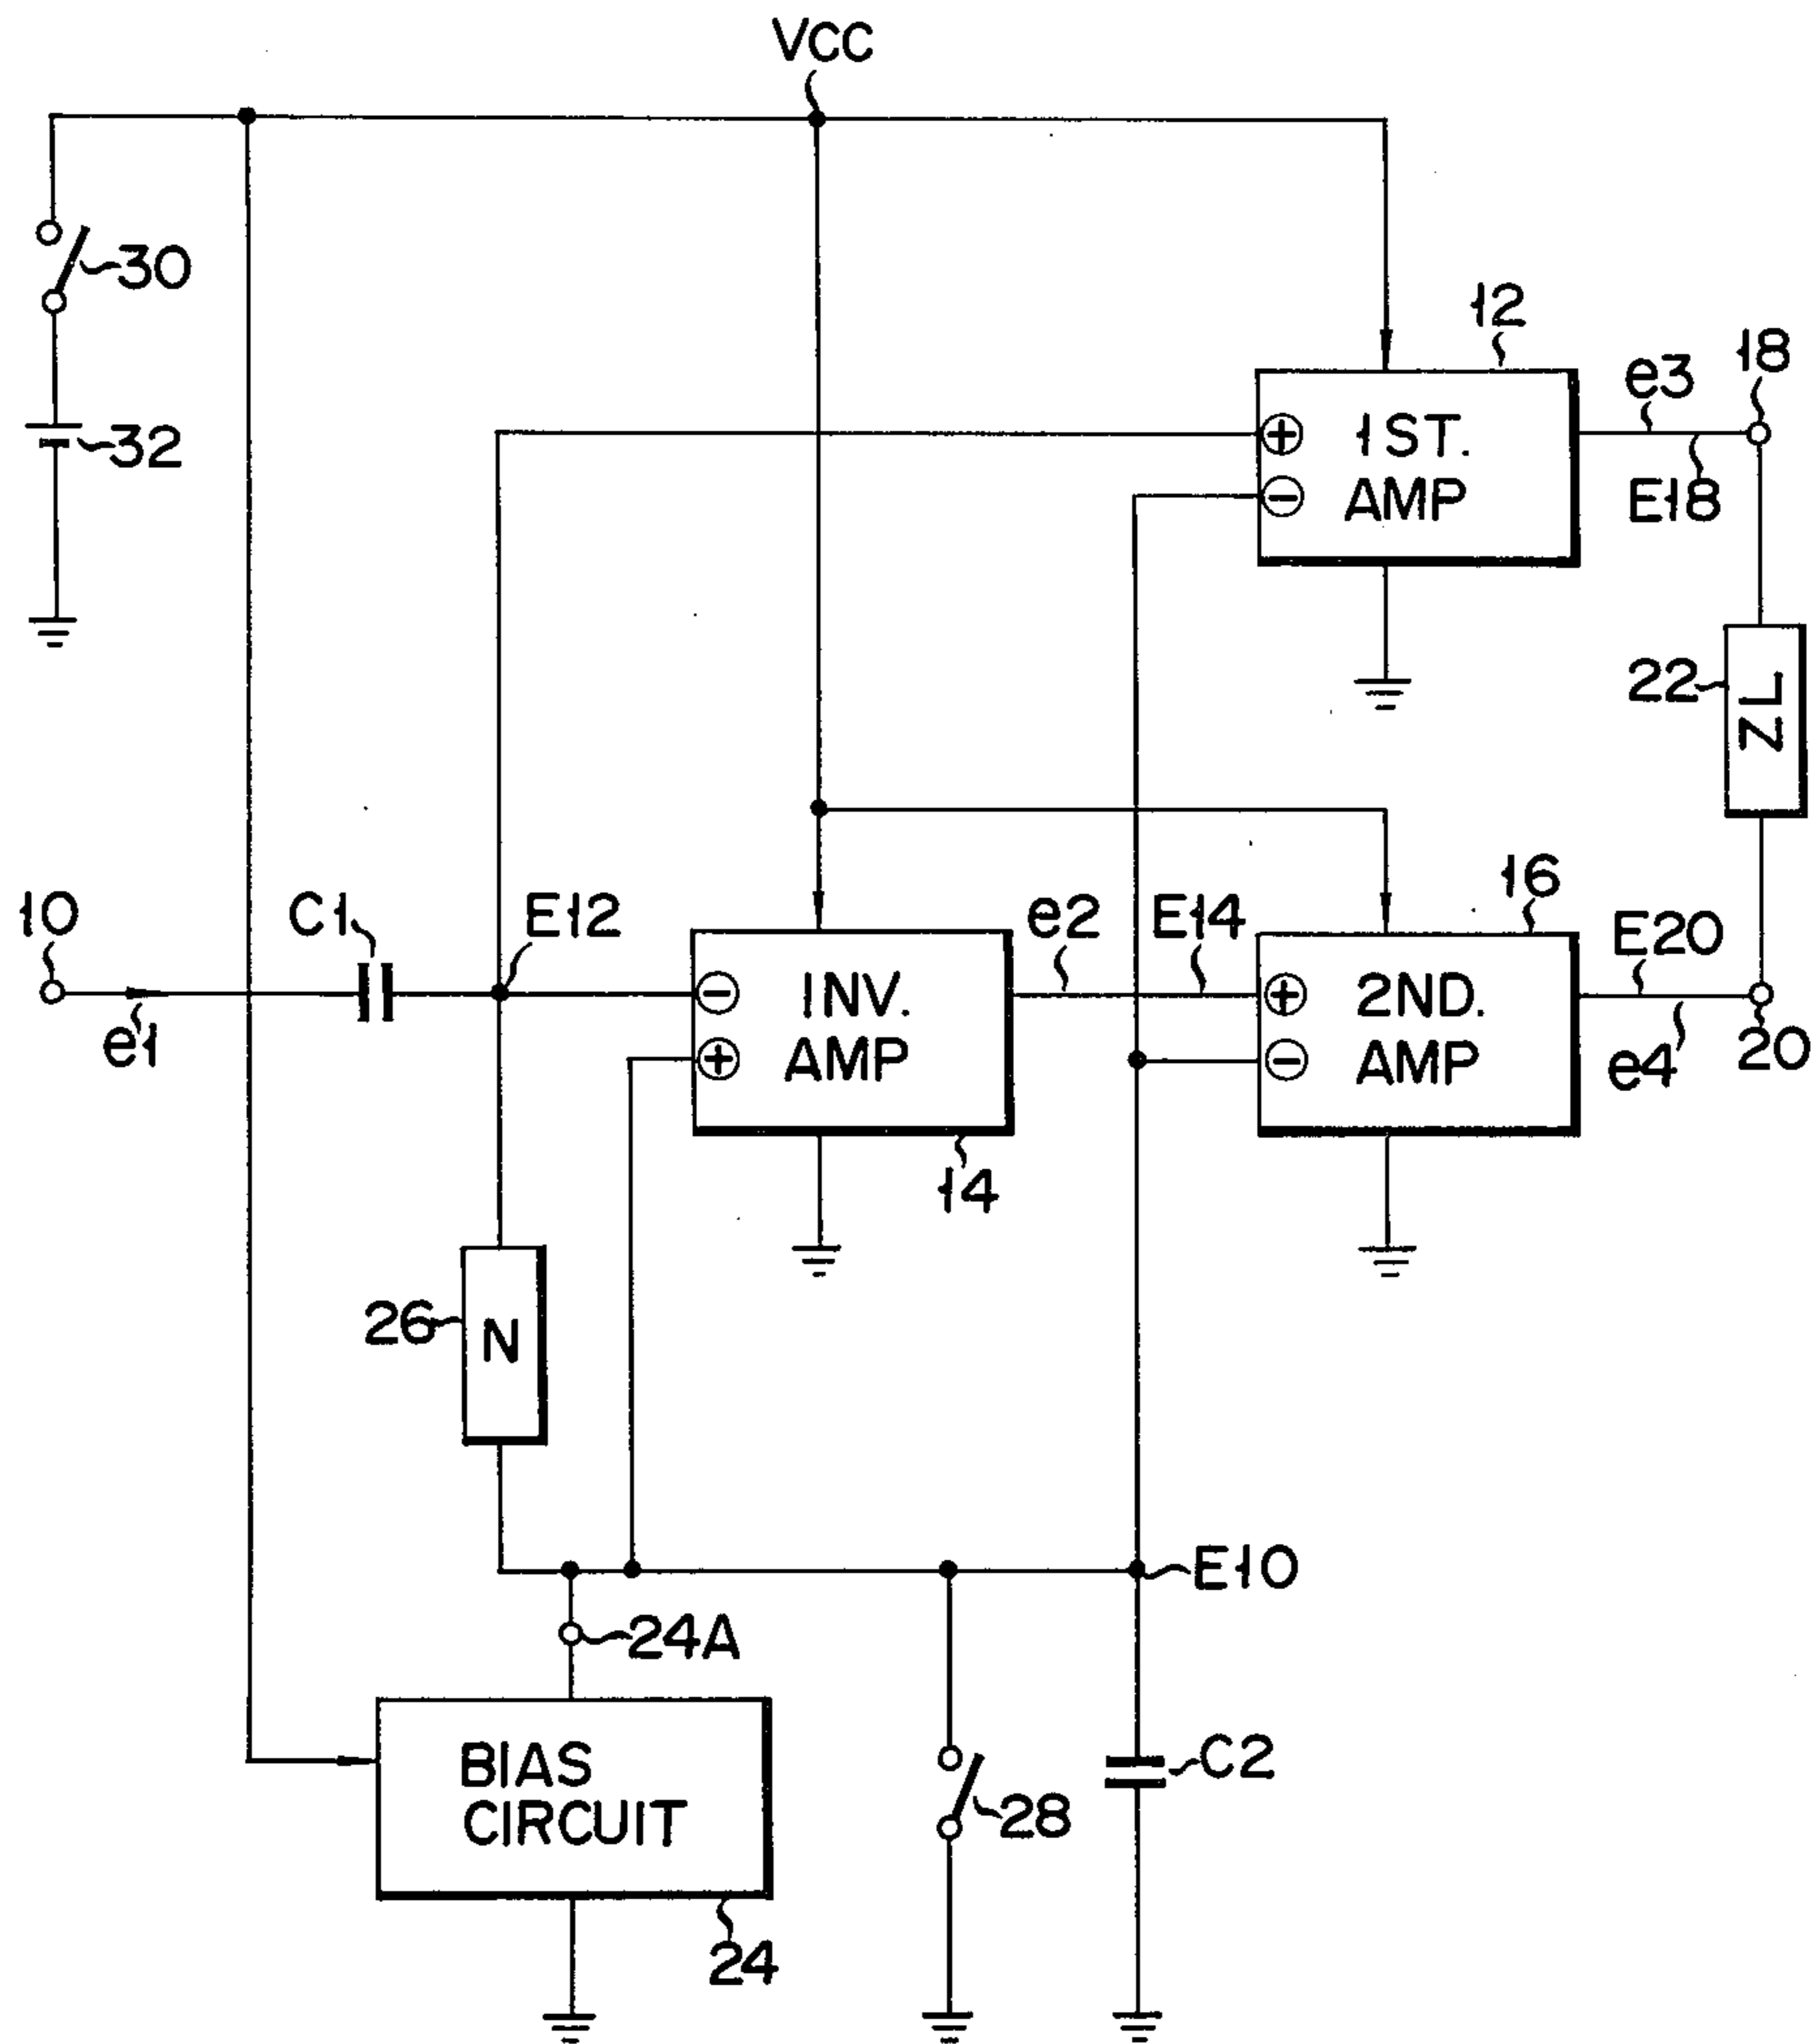 VCC
30
12
18
e3
32
⊕ 1ST.
⊖ AMP
E18
22
ZL
16
10
C1
E12
e2
E14
E20
⊖ INV.
⊕ AMP
⊕ 2ND.
⊖ AMP
e1
e4
20
14
26
N
E10
24A
BIAS
CIRCUIT
C2
28
24